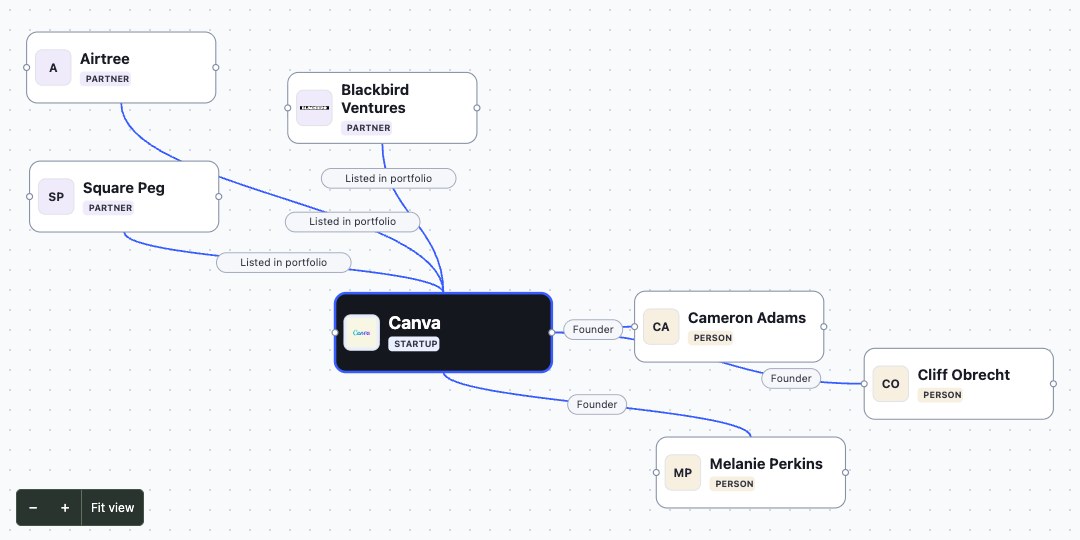 A
Airtree
PARTNER
BLACKBIRD
Blackbird
Ventures
PARTNER
Listed in portfolio
SP
Square Peg
PARTNER
Listed in portfolio
Listed in portfolio
Canva
Canva
STARTUP
Founder
CA
Cameron Adams
PERSON
Founder
CO
Cliff Obrecht
PERSON
Founder
MP
Melanie Perkins
PERSON
− + Fit view